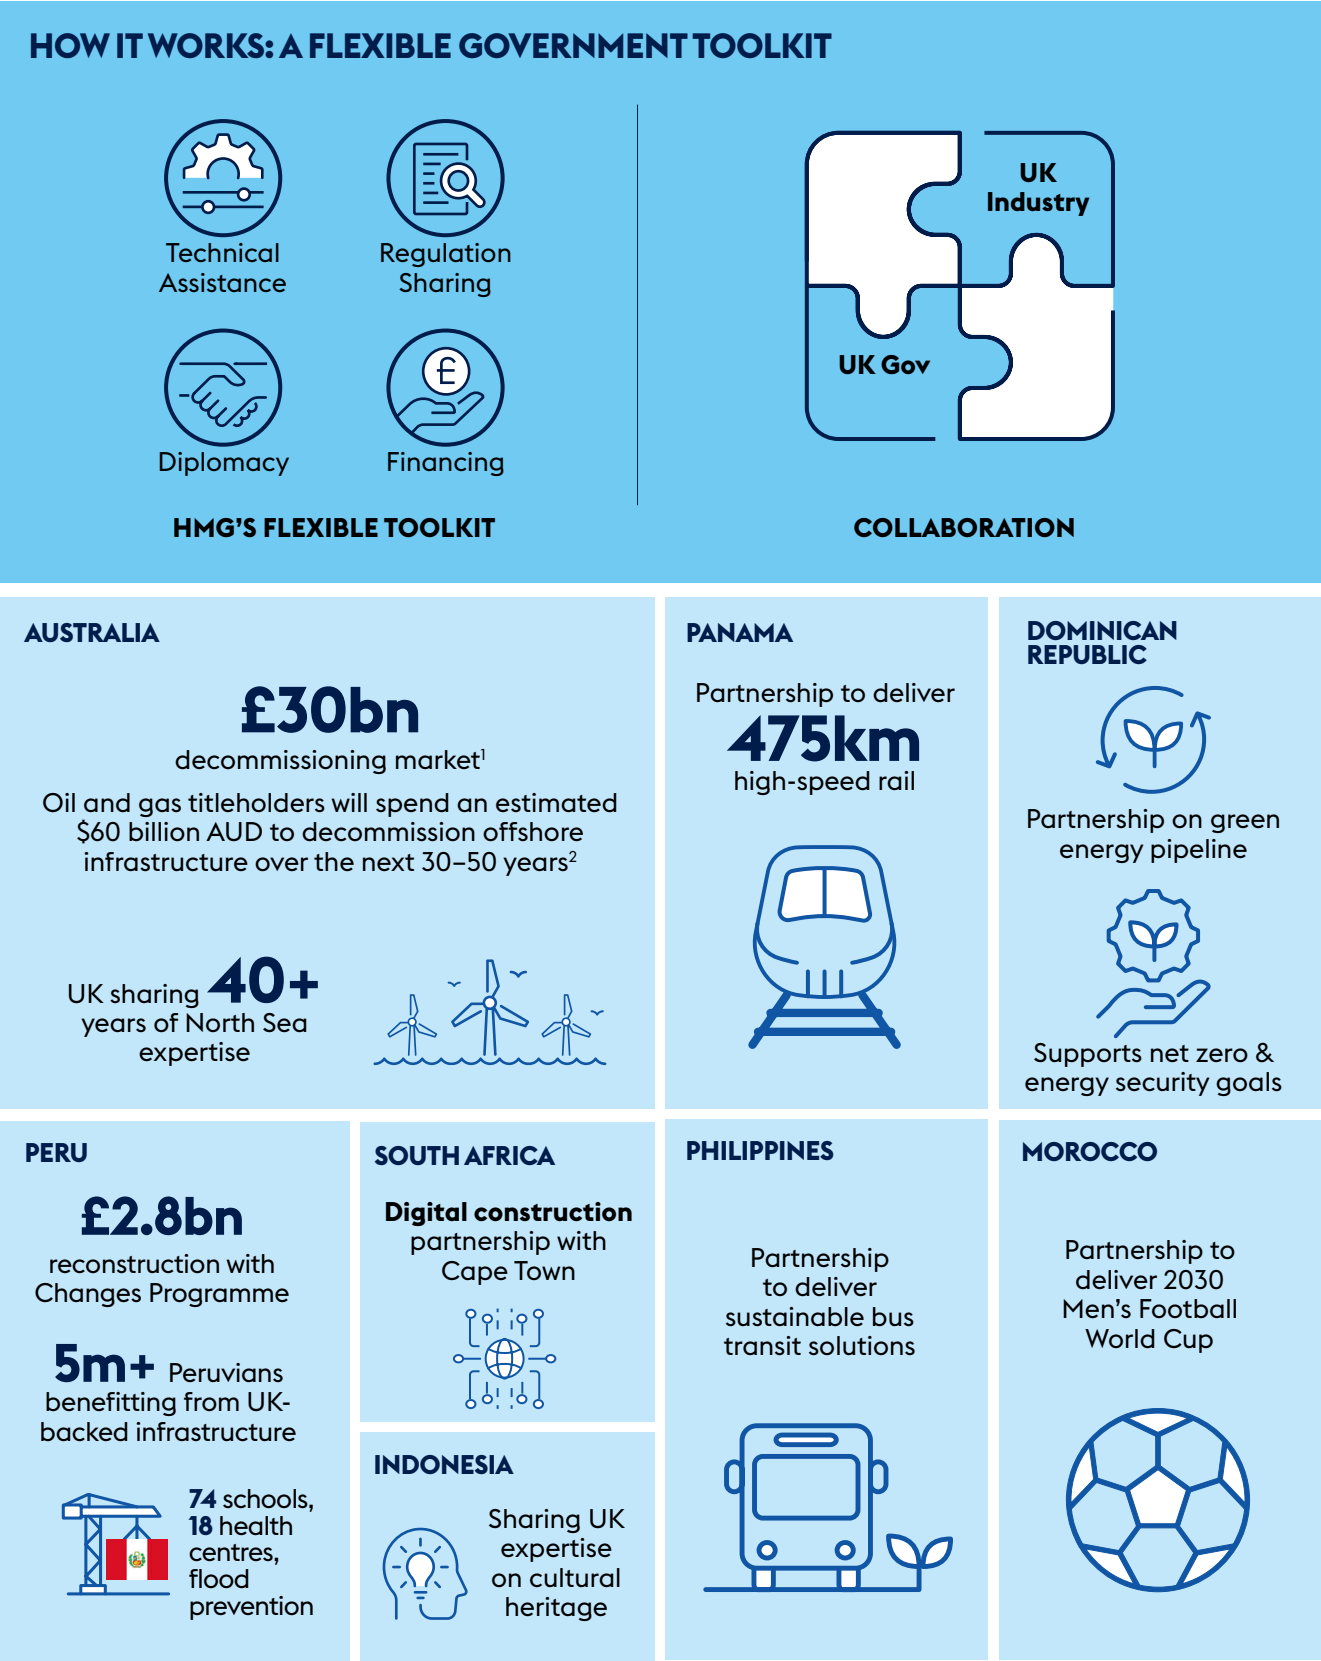 HOW IT WORKS: A FLEXIBLE GOVERNMENT TOOLKIT
Technical
Assistance
Regulation
Sharing
Diplomacy
£
Financing
HMG'S FLEXIBLE TOOLKIT
UK
Industry
UK Gov
COLLABORATION
AUSTRALIA
£30bn
decommissioning market¹
Oil and gas titleholders will spend an estimated
$60 billion AUD to decommission offshore
infrastructure over the next 30–50 years²
UK sharing 40+
years of North Sea
expertise
PANAMA
Partnership to deliver
475km
high-speed rail
DOMINICAN
REPUBLIC
Partnership on green
energy pipeline
Supports net zero &
energy security goals
PERU
£2.8bn
reconstruction with
Changes Programme
5m+ Peruvians
benefitting from UK-
backed infrastructure
74 schools,
18 health
centres,
flood
prevention
SOUTH AFRICA
Digital construction
partnership with
Cape Town
INDONESIA
Sharing UK
expertise
on cultural
heritage
PHILIPPINES
Partnership
to deliver
sustainable bus
transit solutions
MOROCCO
Partnership to
deliver 2030
Men's Football
World Cup